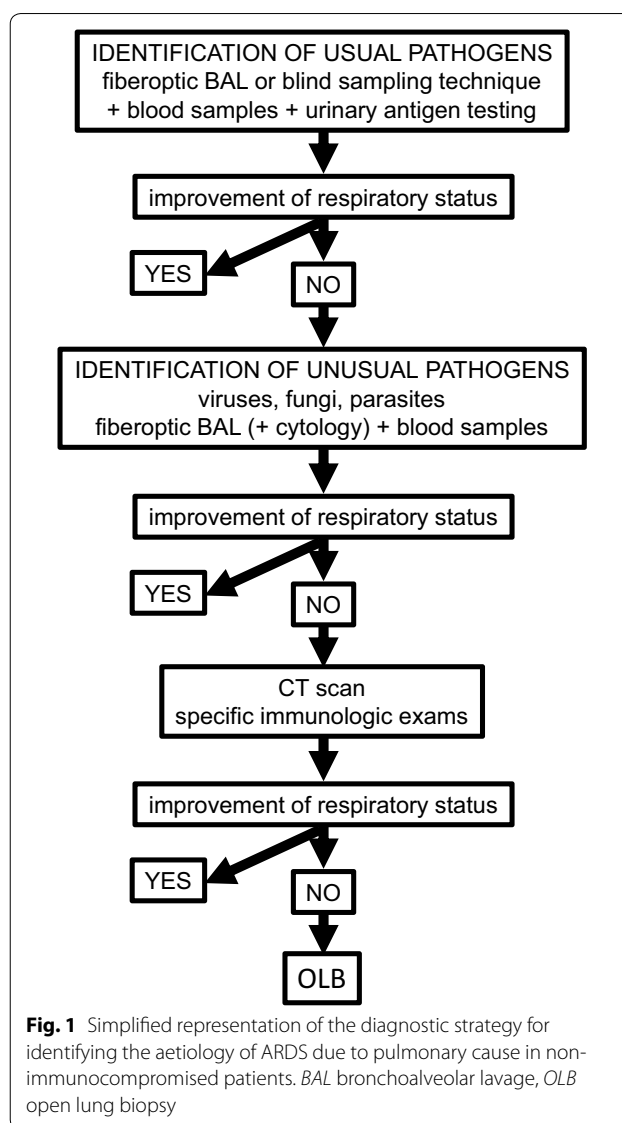 IDENTIFICATION OF USUAL PATHOGENS
fiberoptic BAL or blind sampling technique
+ blood samples + urinary antigen testing
improvement of respiratory status
YES
NO
IDENTIFICATION OF UNUSUAL PATHOGENS
viruses, fungi, parasites
fiberoptic BAL (+ cytology) + blood samples
improvement of respiratory status
YES
NO
CT scan
specific immunologic exams
improvement of respiratory status
YES
NO
OLB
Fig. 1 Simplified representation of the diagnostic strategy for
identifying the aetiology of ARDS due to pulmonary cause in non-
immunocompromised patients. BAL bronchoalveolar lavage, OLB
open lung biopsy